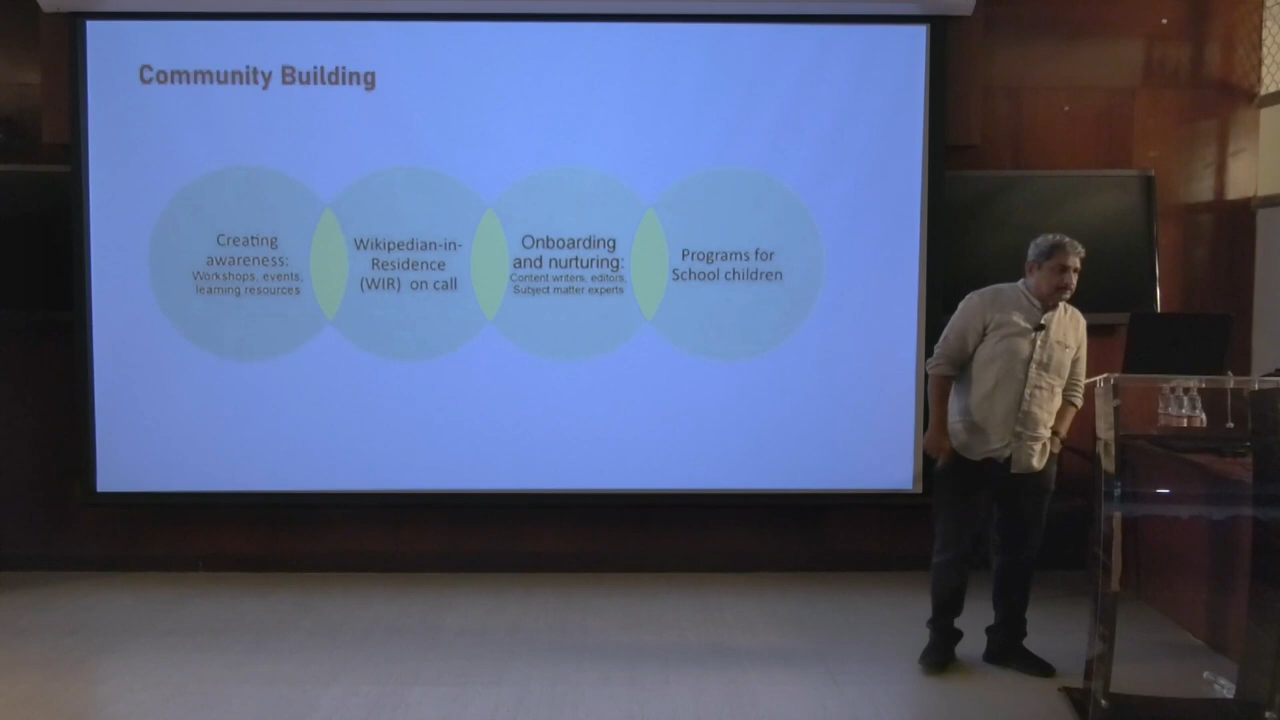 Community Building
Creating
awareness:
Workshops, events,
learning resources
Wikipedian-in-
Residence
(WIR) on call
Onboarding
and nurturing:
Content writers, editors,
Subject matter experts
Programs for
School children